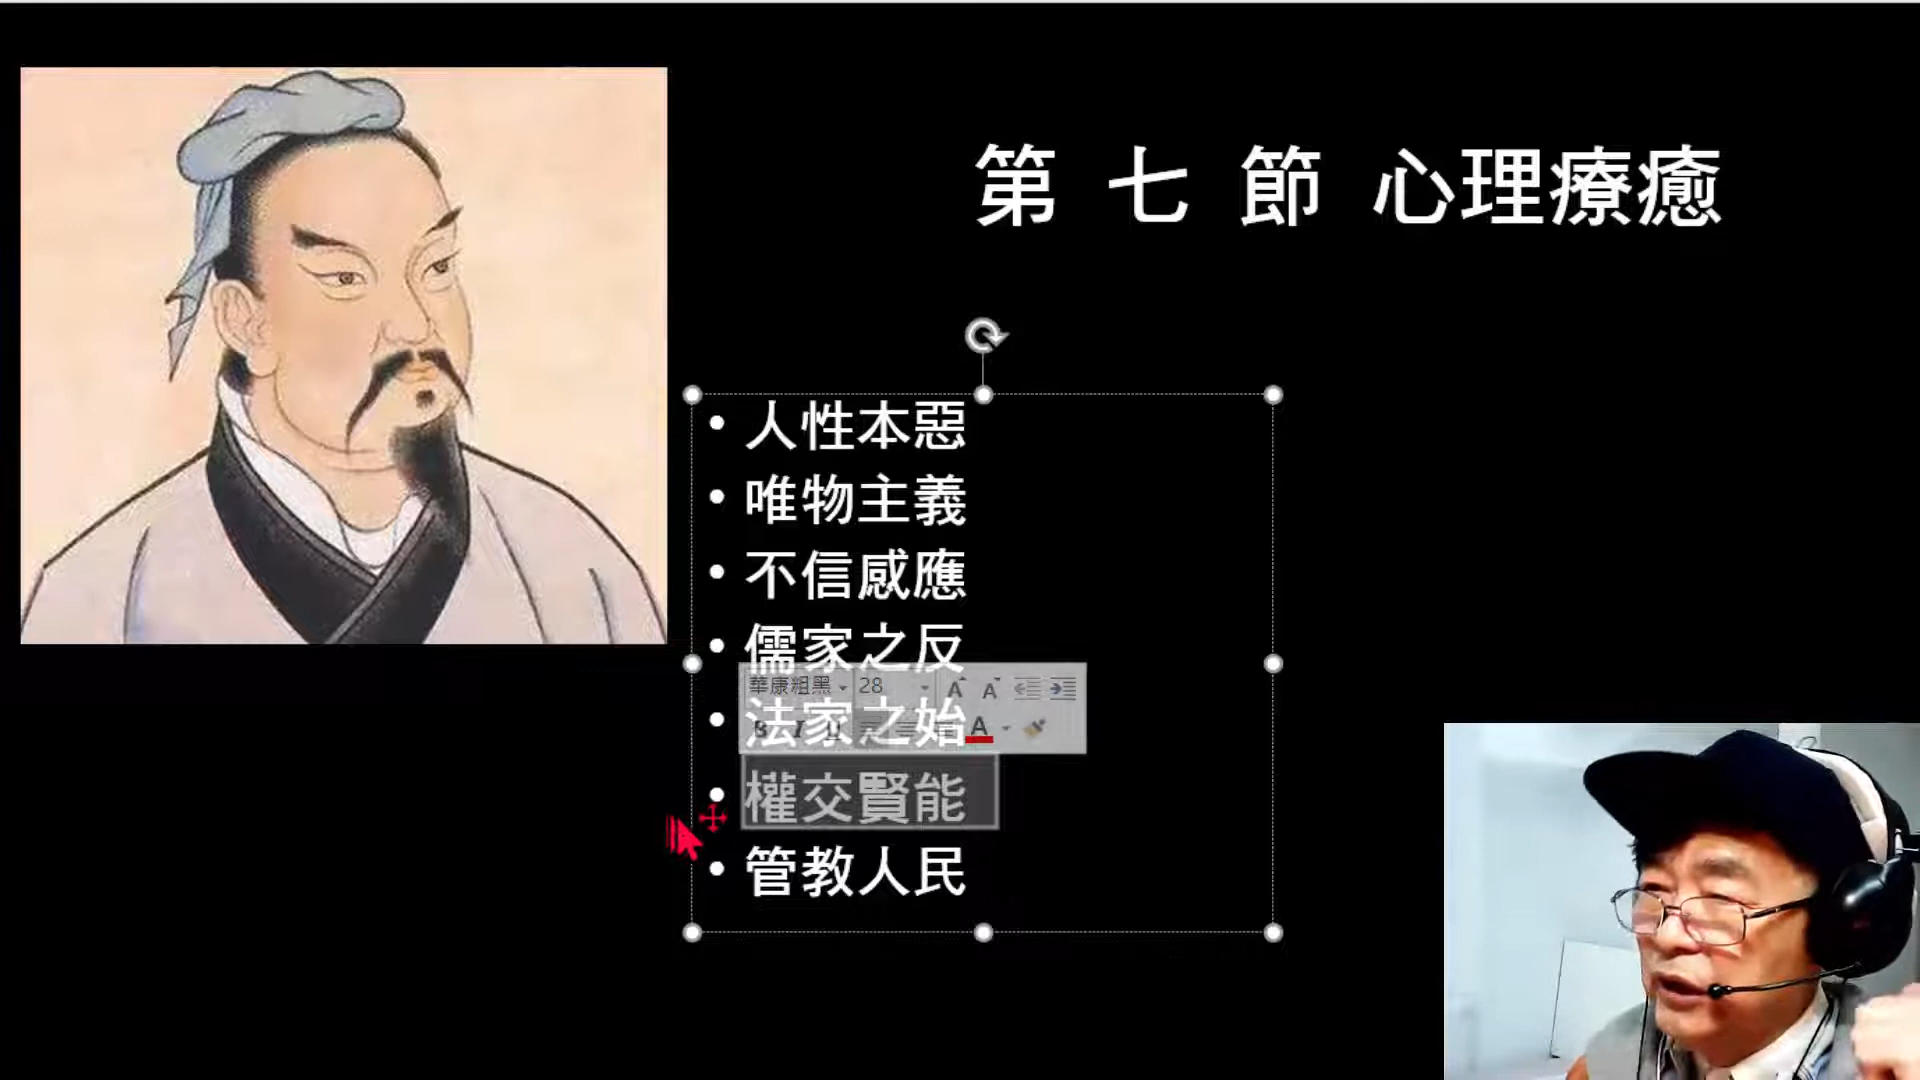 第 七 節 心理療癒
• 人性本惡
• 唯物主義
• 不信感應
• 儒家之反
華康粗黑 28
• 法家之始
• 權交賢能
• 管教人民